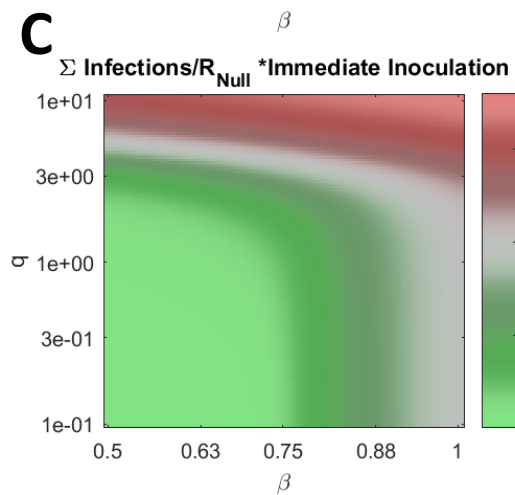 β
C
Σ Infections/R_Null *Immediate Inoculation
1e+01
3e+00
1e+00
3e-01
1e-01
q
0.5 0.63 0.75 0.88 1
β